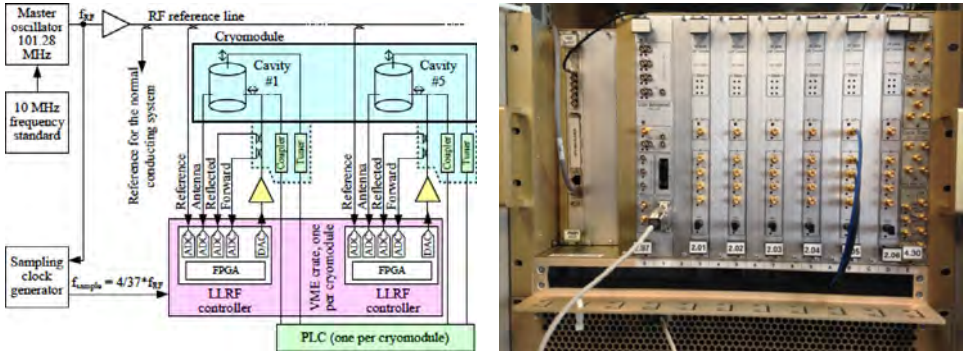 Master
oscillator
101.28
MHz
f_RF
RF reference line
10 MHz
frequency
standard
Reference for the normal
conducting system
Cryomodule
Cavity
#1
Cavity
#5
Coupler
Tuner
Coupler
Tuner
Reference
Antenna
Reflected
Forward
Reference
Antenna
Reflected
Forward
ADC
ADC
ADC
ADC
DAC
FPGA
LLRF
controller
VME crate, one
per cryomodule
ADC
ADC
ADC
ADC
DAC
FPGA
LLRF
controller
Sampling
clock
generator
f_sample = 4/37*f_RF
PLC (one per cryomodule)
2.01
2.02
2.03
2.04
2.06
4.30